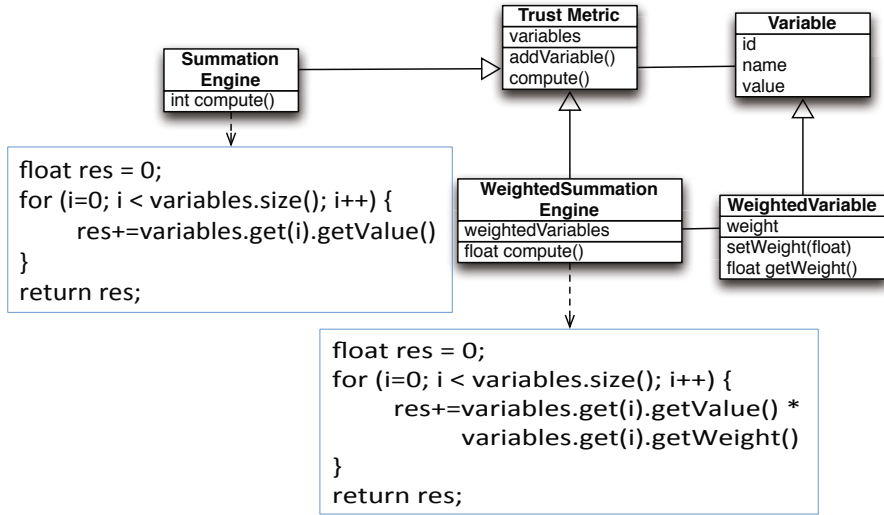 Trust Metric
variables
addVariable()
compute()
Variable
id
name
value
Summation
Engine
int compute()
float res = 0;
for (i=0; i < variables.size(); i++) {
res+=variables.get(i).getValue()
}
return res;
WeightedSummation
Engine
weightedVariables
float compute()
WeightedVariable
weight
setWeight(float)
float getWeight()
float res = 0;
for (i=0; i < variables.size(); i++) {
res+=variables.get(i).getValue() *
variables.get(i).getWeight()
}
return res;